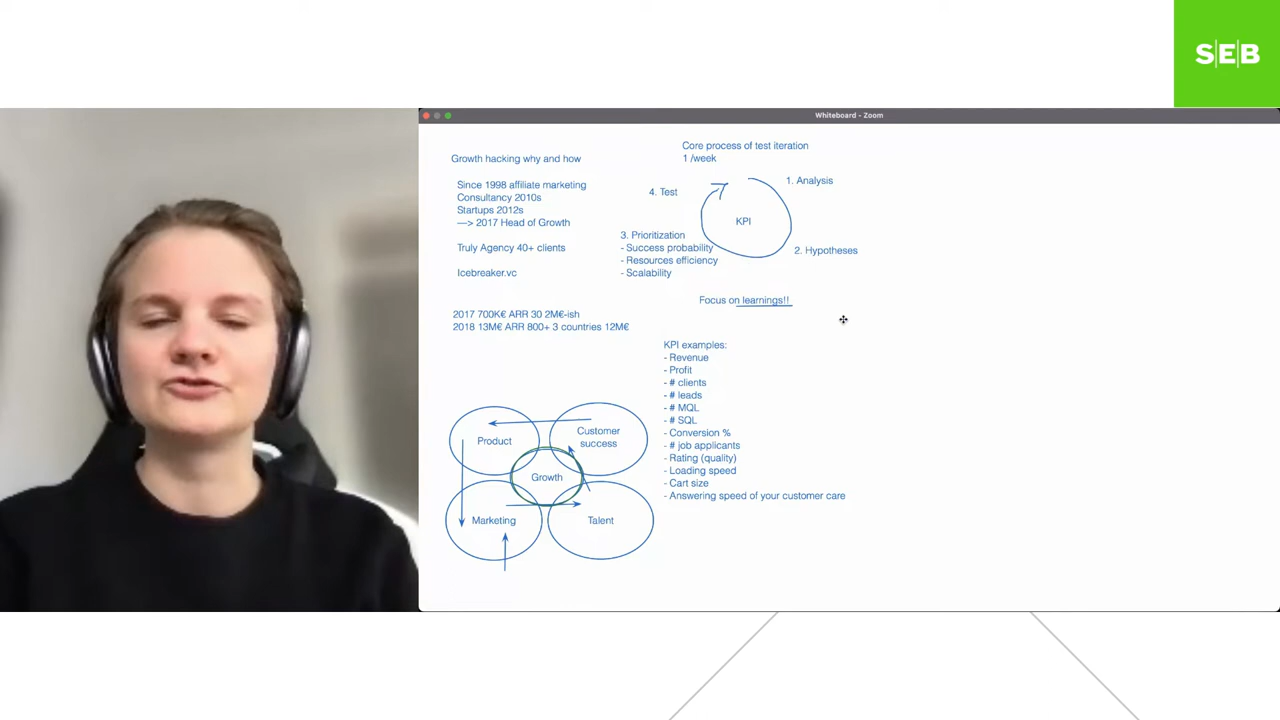 S|E|B
Whiteboard - Zoom
Growth hacking why and how
Since 1998 affiliate marketing
Consultancy 2010s
Startups 2012s
—> 2017 Head of Growth
Truly Agency 40+ clients
Icebreaker.vc
2017 700K€ ARR 30 2M€-ish
2018 13M€ ARR 800+ 3 countries 12M€
Product
Customer
success
Growth
Marketing
Talent
Core process of test iteration
1 /week
1. Analysis
2. Hypotheses
3. Prioritization
- Success probability
- Resources efficiency
- Scalability
4. Test
KPI
Focus on learnings!!
KPI examples:
- Revenue
- Profit
- # clients
- # leads
- # MQL
- # SQL
- Conversion %
- # job applicants
- Rating (quality)
- Loading speed
- Cart size
- Answering speed of your customer care